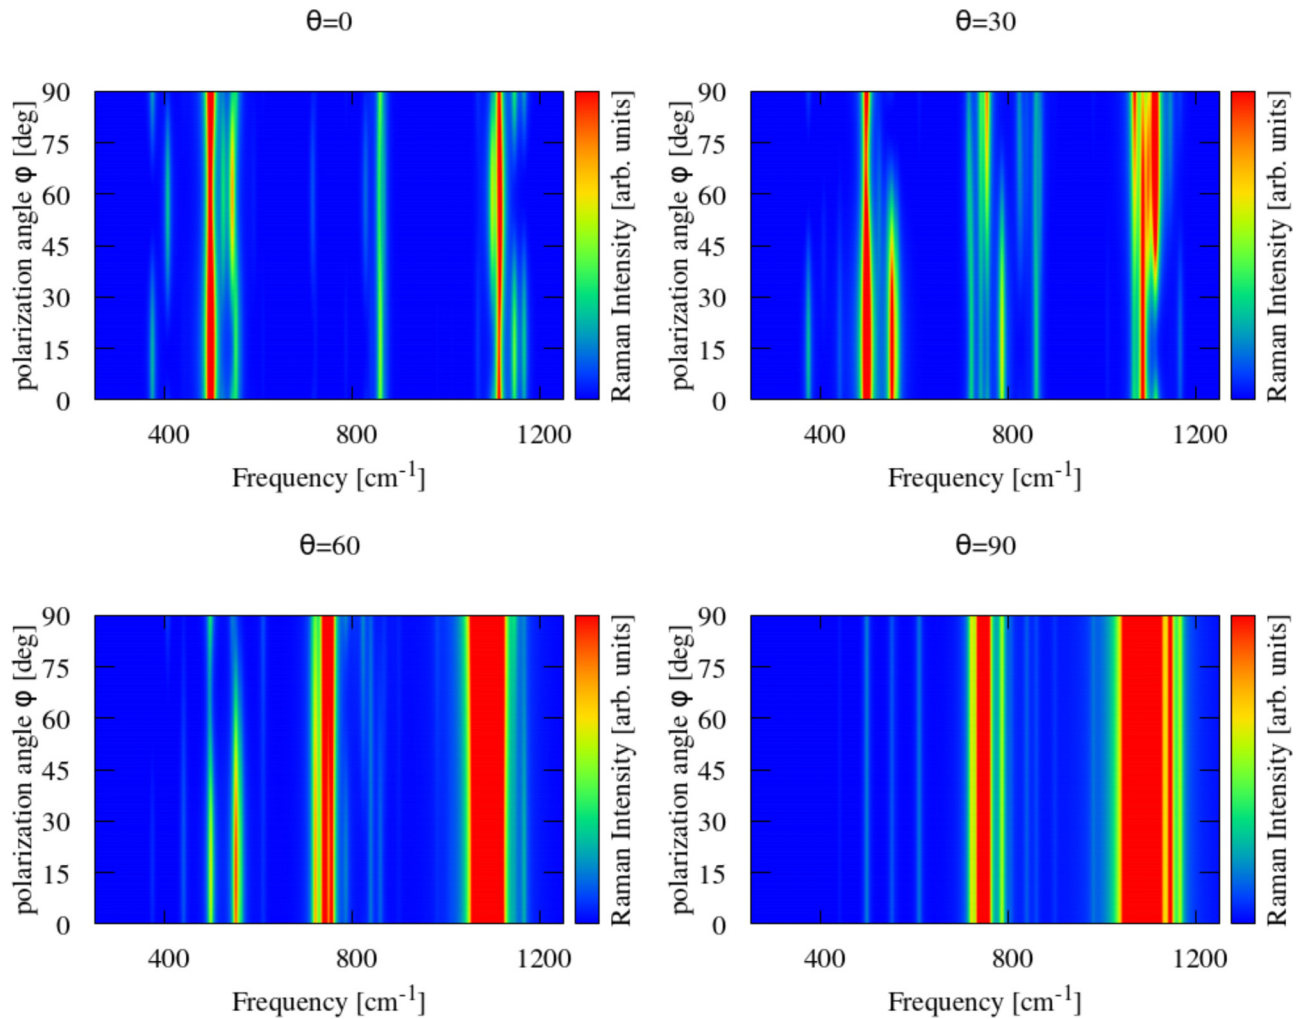 θ=0
90
75
60
45
30
15
0
polarization angle φ [deg]
400 800 1200
Frequency [cm-1]
Raman Intensity [arb. units]
θ=30
90
75
60
45
30
15
0
polarization angle φ [deg]
400 800 1200
Frequency [cm-1]
Raman Intensity [arb. units]
θ=60
90
75
60
45
30
15
0
polarization angle φ [deg]
400 800 1200
Frequency [cm-1]
Raman Intensity [arb. units]
θ=90
90
75
60
45
30
15
0
polarization angle φ [deg]
400 800 1200
Frequency [cm-1]
Raman Intensity [arb. units]